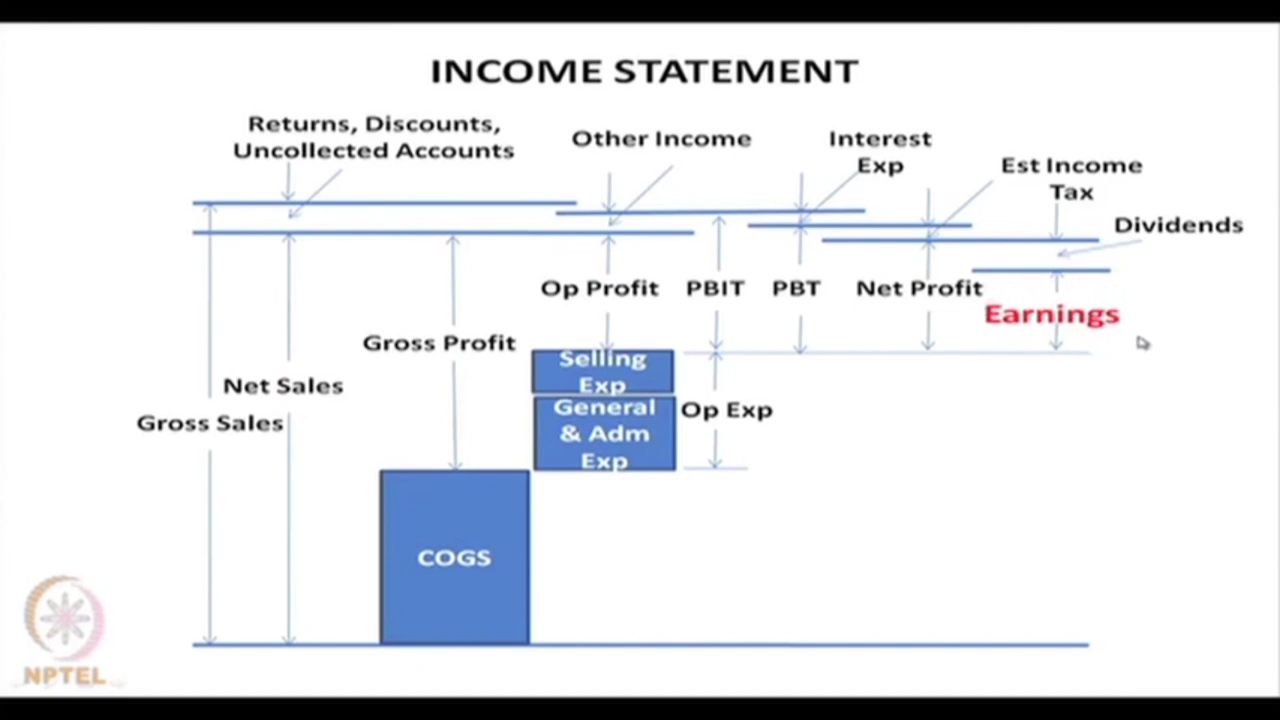 INCOME STATEMENT
Returns, Discounts,
Uncollected Accounts
Other Income
Interest
Exp
Est Income
Tax
Dividends
Op Profit
PBIT
PBT
Net Profit
Earnings
Gross Profit
Selling
Exp
Net Sales
General
& Adm
Exp
Op Exp
Gross Sales
COGS
NPTEL